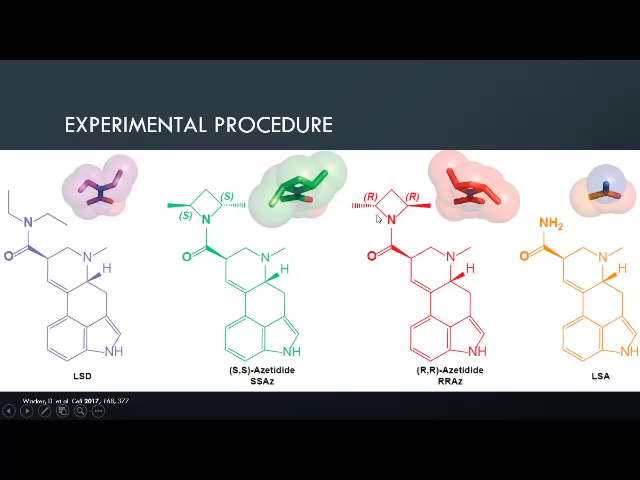 EXPERIMENTAL PROCEDURE
N
O
N
H
NH
LSD
(S)
(S)
N
O
N
H
NH
(S,S)-Azetidide
SSAz
(R)
(R)
N
O
N
H
NH
(R,R)-Azetidide
RRAz
NH₂
O
N
H
NH
LSA
Wacker, D. et al. Cell 2017, 168, 377